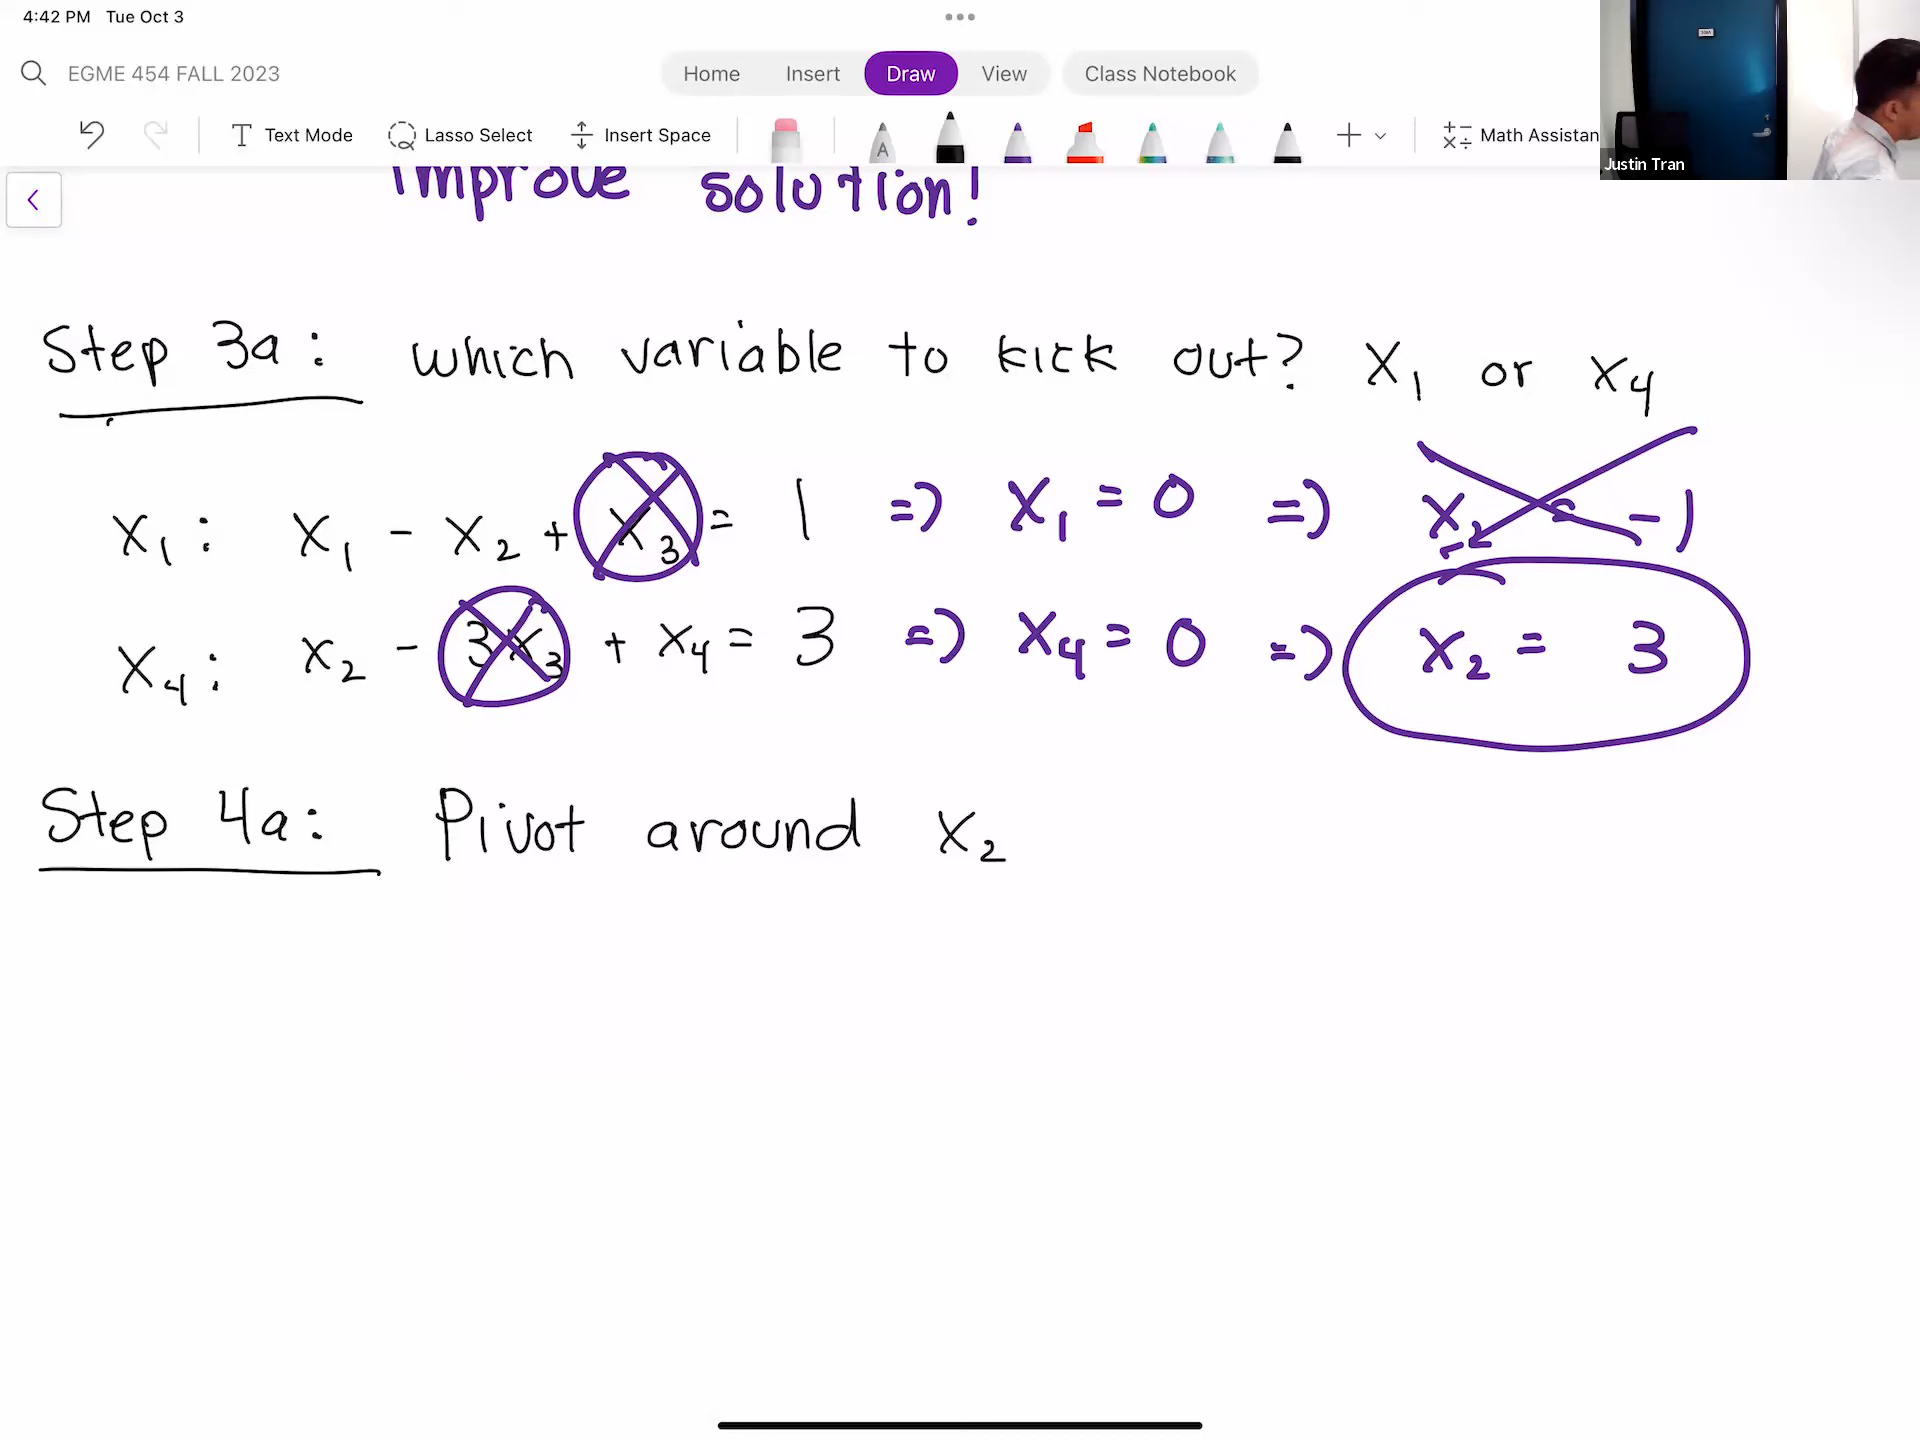 4:42 PM Tue Oct 3
EGME 454 FALL 2023
Home Insert Draw View Class Notebook
Text Mode Lasso Select Insert Space A Math Assistan
Justin Tran
improve solution!
Step 3a: which variable to kick out? x₁ or x₄
x₁: x₁ - x₂ + x₃ = 1 => x₁ = 0 => x₂ = -1
x₄: x₂ - 3x₃ + x₄ = 3 => x₄ = 0 => x₂ = 3
Step 4a: Pivot around x₂